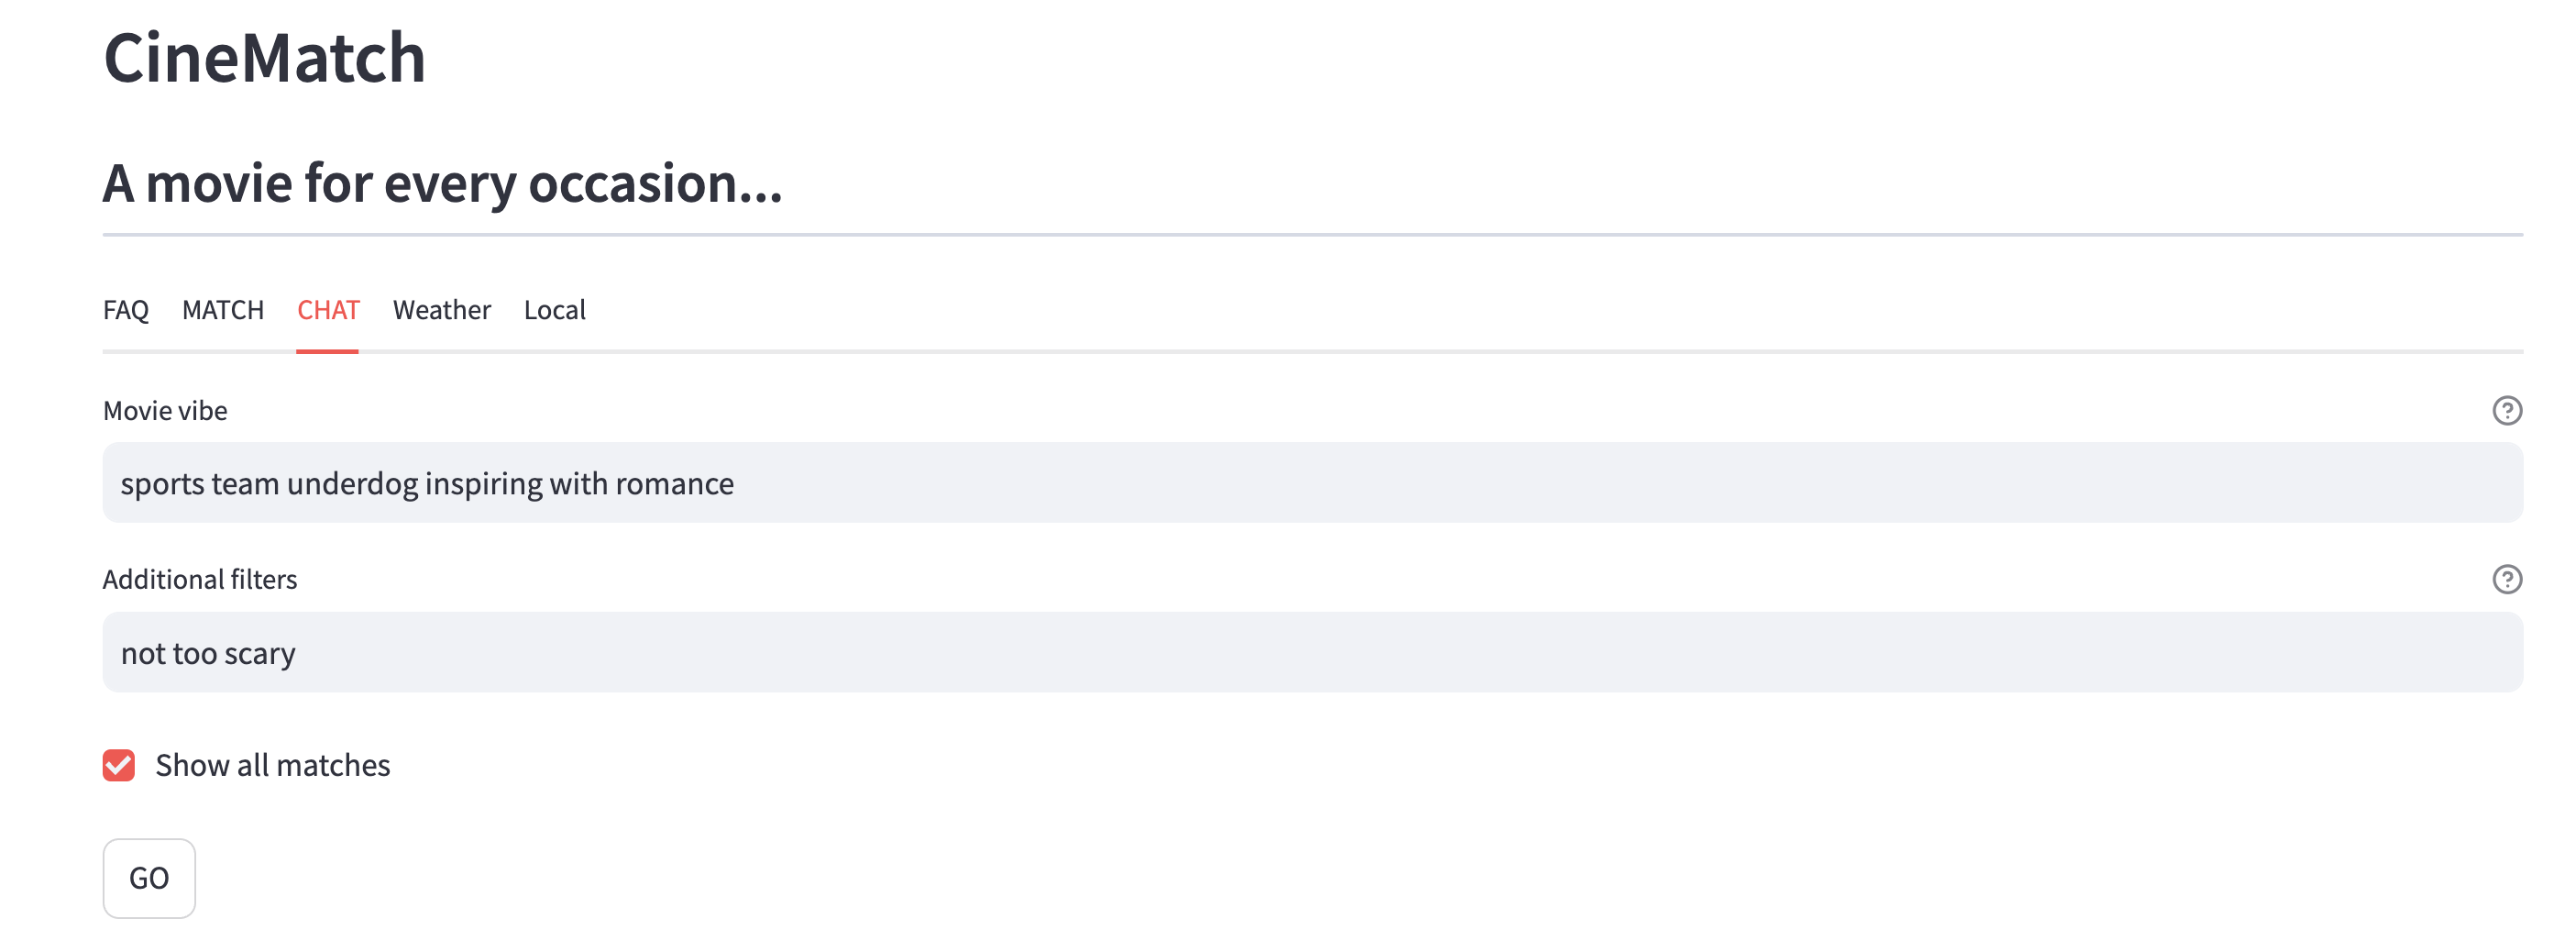 CineMatch
A movie for every occasion...
FAQ MATCH CHAT Weather Local
Movie vibe
sports team underdog inspiring with romance
Additional filters
not too scary
Show all matches
GO